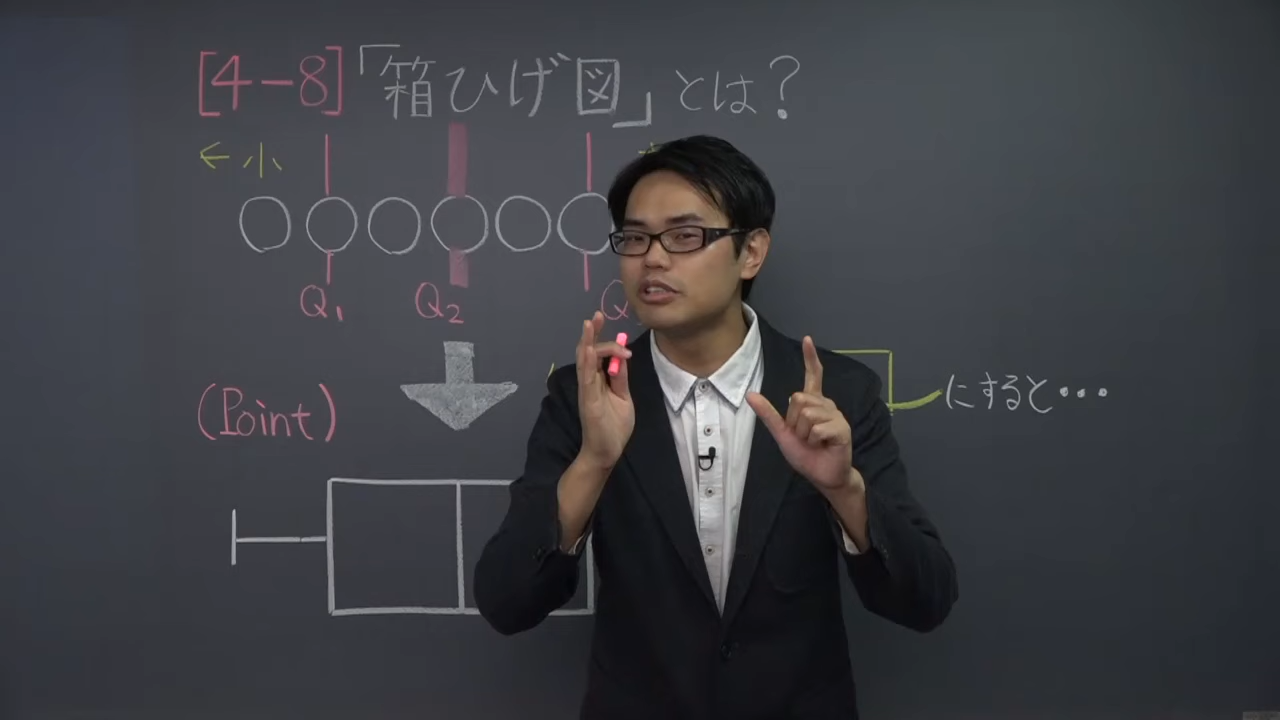 [4-8]「箱ひげ図」とは?
←小
Q₁ Q₂ Q
にすると・・・
(Point)